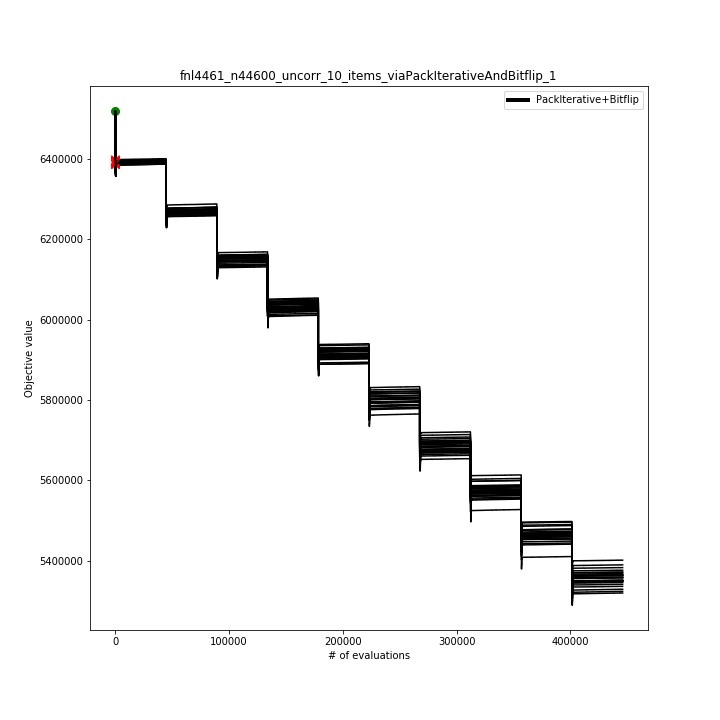 fnl4461_n44600_uncorr_10_items_viaPackIterativeAndBitflip_1
PackIterative+Bitflip
6400000
6200000
6000000
5800000
5600000
5400000
Objective value
0 100000 200000 300000 400000
# of evaluations